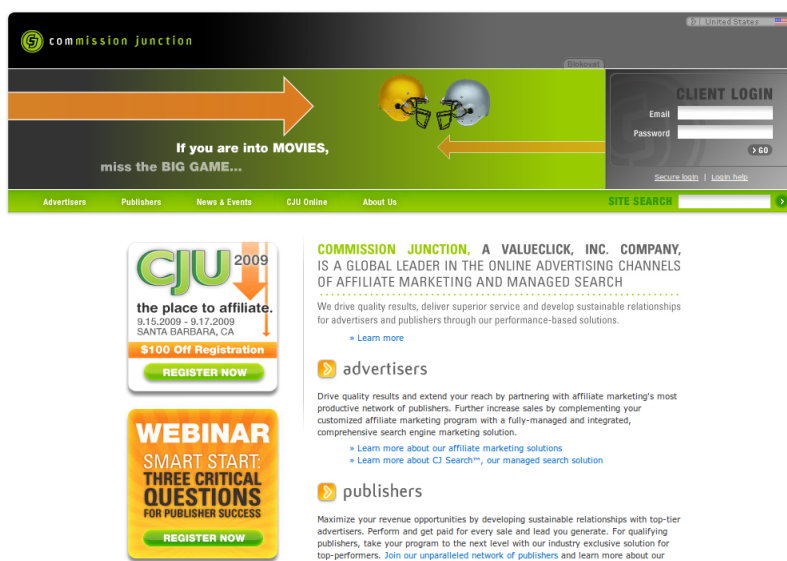 United States
commission junction
Blokovat
CLIENT LOGIN
Email
Password
GO
If you are into MOVIES,
miss the BIG GAME...
Secure login | Login help
Advertisers Publishers News & Events CJU Online About Us SITE SEARCH
CJU 2009
the place to affiliate.
9.15.2009 - 9.17.2009
SANTA BARBARA, CA
$100 Off Registration
REGISTER NOW
WEBINAR
SMART START:
THREE CRITICAL
QUESTIONS
FOR PUBLISHER SUCCESS
REGISTER NOW
COMMISSION JUNCTION, A VALUECLICK, INC. COMPANY,
IS A GLOBAL LEADER IN THE ONLINE ADVERTISING CHANNELS
OF AFFILIATE MARKETING AND MANAGED SEARCH
We drive quality results, deliver superior service and develop sustainable relationships
for advertisers and publishers through our performance-based solutions.
» Learn more
advertisers
Drive quality results and extend your reach by partnering with affiliate marketing's most
productive network of publishers. Further increase sales by complementing your
customized affiliate marketing program with a fully-managed and integrated,
comprehensive search engine marketing solution.
» Learn more about our affiliate marketing solutions
» Learn more about CJ Search™, our managed search solution
publishers
Maximize your revenue opportunities by developing sustainable relationships with top-tier
advertisers. Perform and get paid for every sale and lead you generate. For qualifying
publishers, take your program to the next level with our industry exclusive solution for
top-performers. Join our unparalleled network of publishers and learn more about our